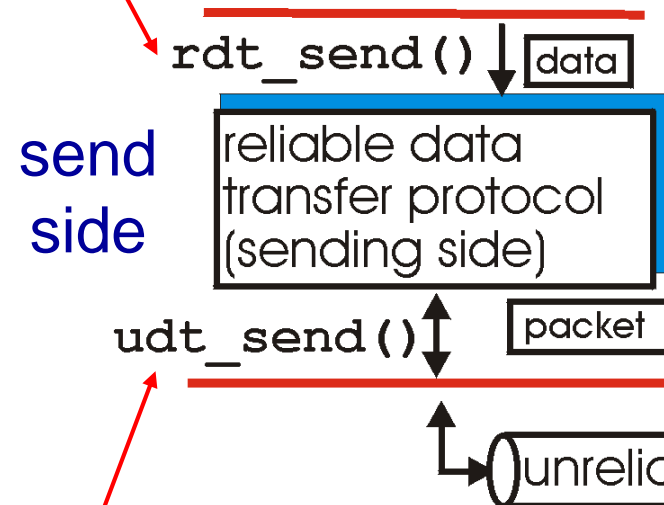 rdt_send()
data
send
side
reliable data
transfer protocol
(sending side)
udt_send()
packet